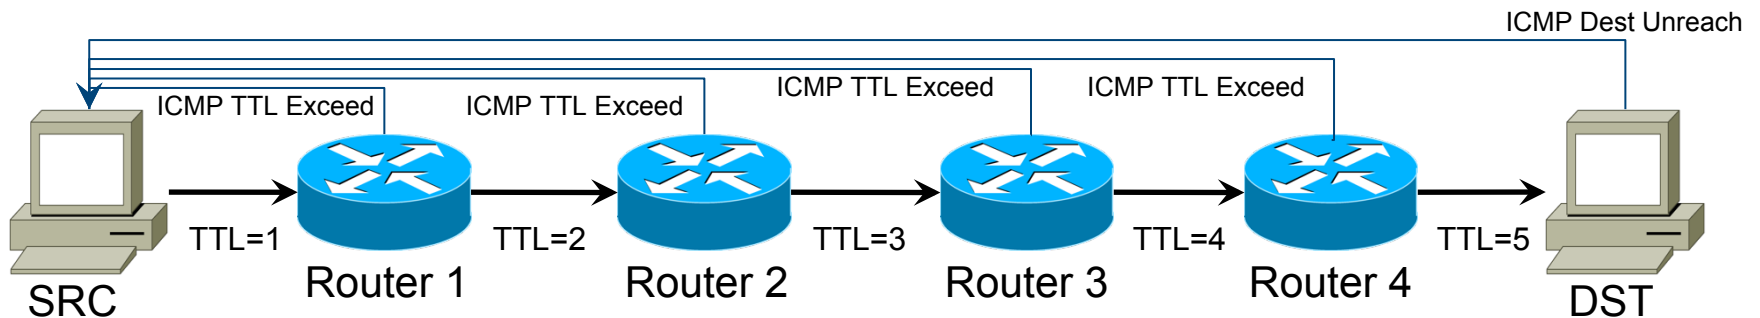 ICMP Dest Unreach
ICMP TTL Exceed
ICMP TTL Exceed
ICMP TTL Exceed
ICMP TTL Exceed
TTL=1
TTL=2
TTL=3
TTL=4
TTL=5
SRC
Router 1
Router 2
Router 3
Router 4
DST